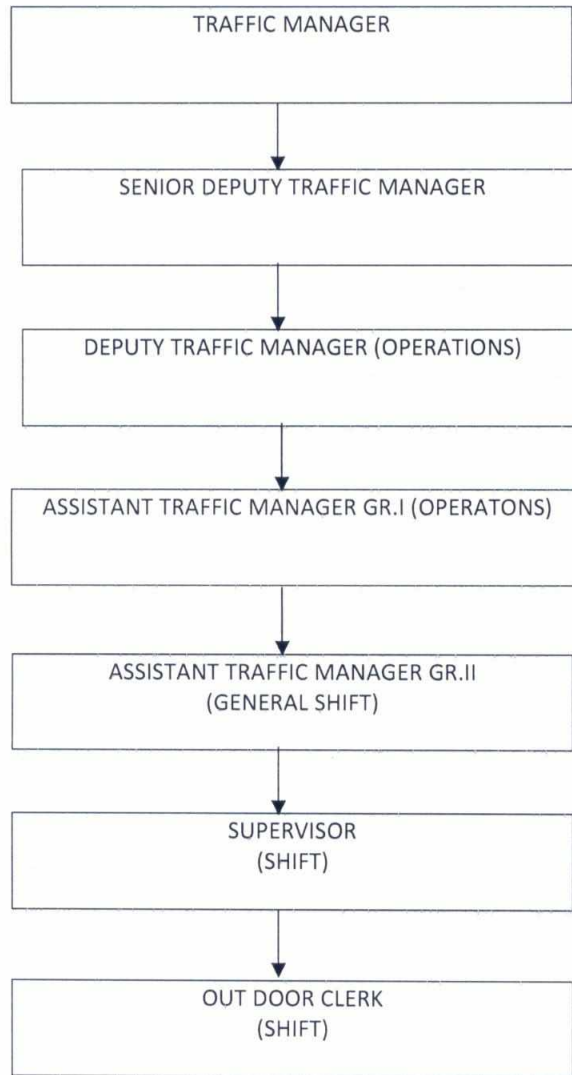 TRAFFIC MANAGER
SENIOR DEPUTY TRAFFIC MANAGER
DEPUTY TRAFFIC MANAGER (OPERATIONS)
ASSISTANT TRAFFIC MANAGER GR.I (OPERATONS)
ASSISTANT TRAFFIC MANAGER GR.II
(GENERAL SHIFT)
SUPERVISOR
(SHIFT)
OUT DOOR CLERK
(SHIFT)